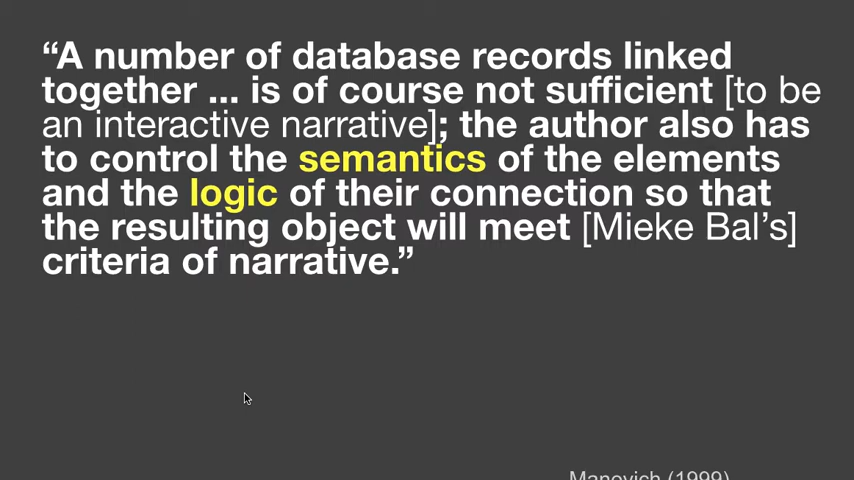 “A number of database records linked
together ... is of course not sufficient [to be
an interactive narrative]; the author also has
to control the semantics of the elements
and the logic of their connection so that
the resulting object will meet [Mieke Bal’s]
criteria of narrative.”
Manovich (1999)